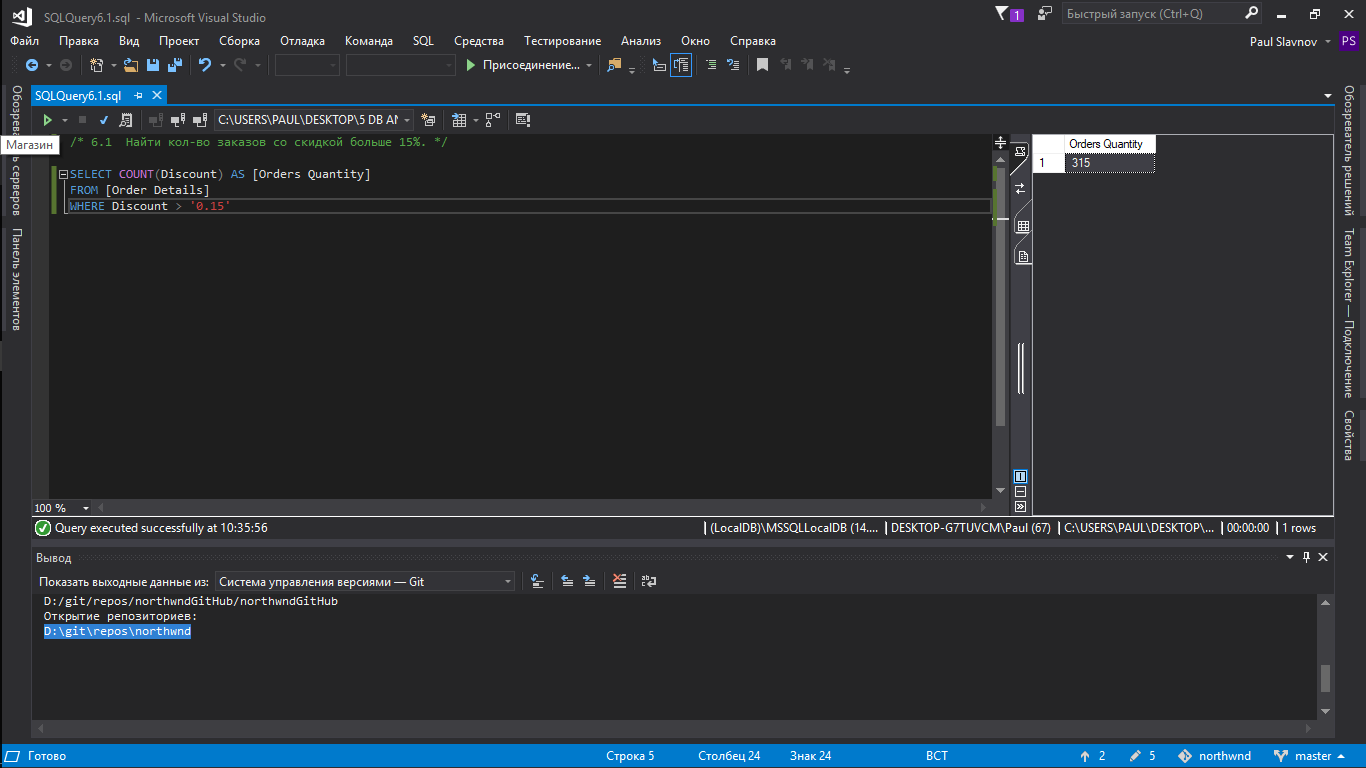 SQLQuery6.1.sql - Microsoft Visual Studio
1
Быстрый запуск (Ctrl+Q)
Файл Правка Вид Проект Сборка Отладка Команда SQL Средства Тестирование Анализ Окно Справка
Paul Slavnov PS
Присоединение...
SQLQuery6.1.sql
C:\USERS\PAUL\DESKTOP\5 DB AN
Магазин
Панель элементов
/* 6.1  Найти кол-во заказов со скидкой больше 15%. */
SELECT COUNT(Discount) AS [Orders Quantity]
FROM [Order Details]
WHERE Discount > '0.15'
Orders Quantity
1 315
Обозреватель решений
Team Explorer — Подключение
Свойства
100 %
Query executed successfully at 10:35:56
(LocalDB)\MSSQLLocalDB (14....
DESKTOP-G7TUVCM\Paul (67)
C:\USERS\PAUL\DESKTOP\...
00:00:00
1 rows
Вывод
Показать выходные данные из: Система управления версиями — Git
D:/git/repos/northwndGitHub/northwndGitHub
Открытие репозиториев:
D:\git\repos\northwnd
Готово
Строка 5
Столбец 24
Знак 24
ВСТ
2
5
northwnd
master